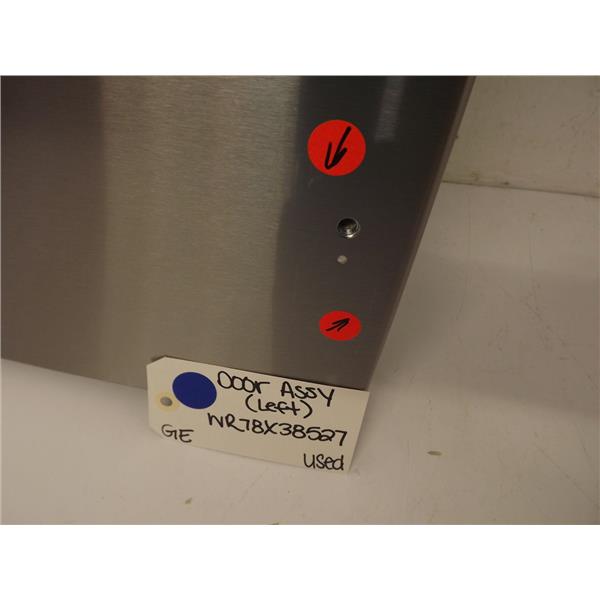 Door Assy
(Left)
WR78X38527
GE
Used